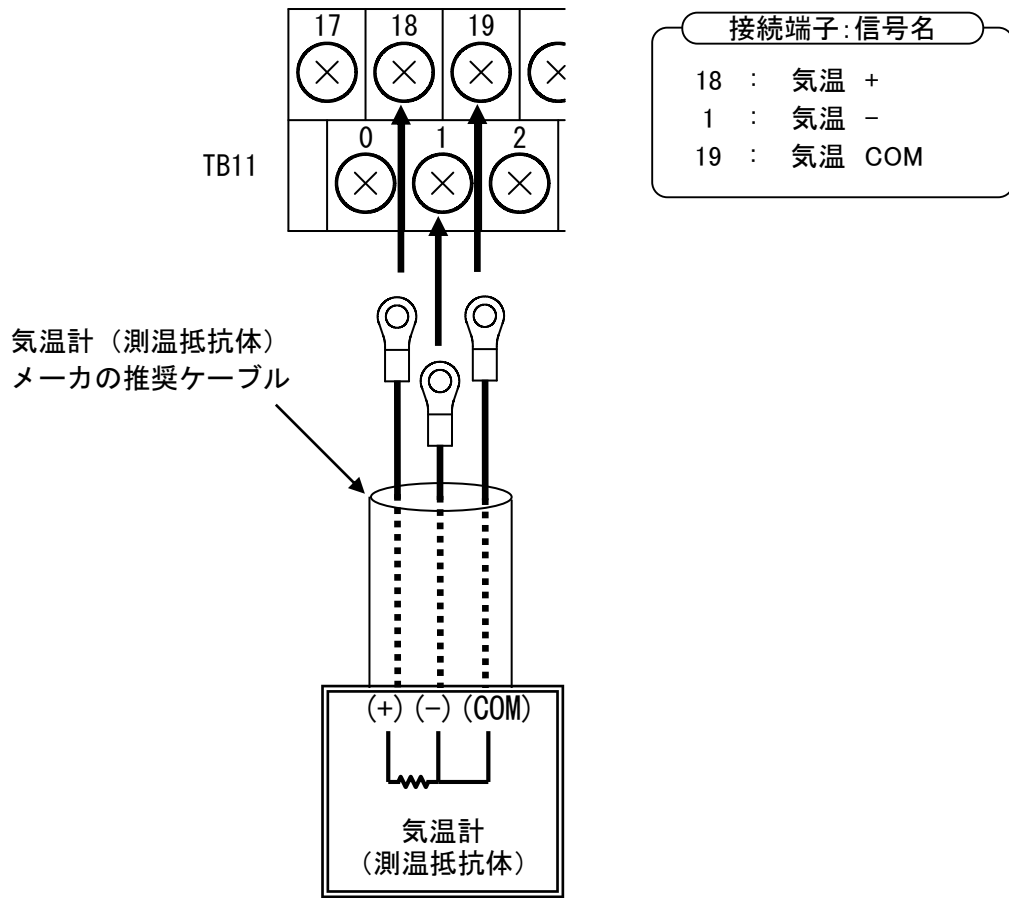 17 18 19
接続端子:信号名
18 : 気温 +
1 : 気温 -
19 : 気温 COM
0 1 2
TB11
気温計（測温抵抗体）
メーカの推奨ケーブル
(+) (-) (COM)
気温計
（測温抵抗体）